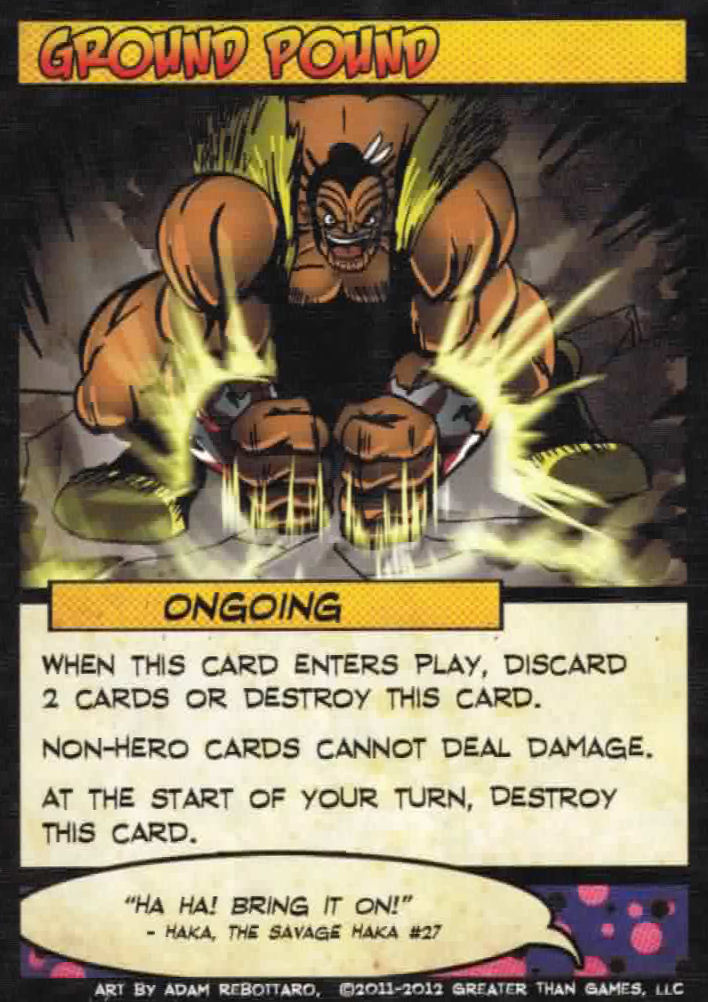 GROUND POUND
ONGOING
WHEN THIS CARD ENTERS PLAY, DISCARD
2 CARDS OR DESTROY THIS CARD.
NON-HERO CARDS CANNOT DEAL DAMAGE.
AT THE START OF YOUR TURN, DESTROY
THIS CARD.
"HA HA! BRING IT ON!"
- HAKA, THE SAVAGE HAKA #27
ART BY ADAM REBOTTARO, ©2011-2012 GREATER THAN GAMES, LLC